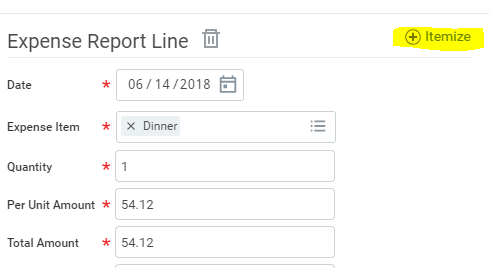 Expense Report Line
Itemize
Date * 06 / 14 / 2018
Expense Item * × Dinner
Quantity * 1
Per Unit Amount * 54.12
Total Amount * 54.12